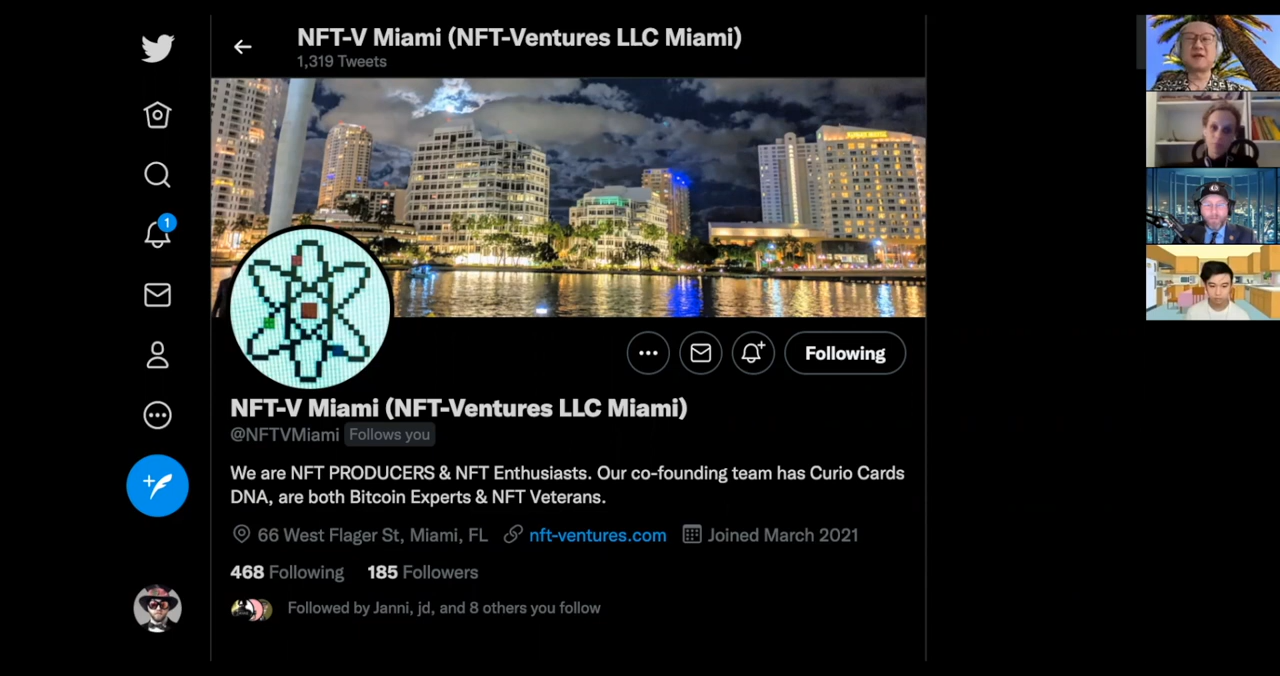 NFT-V Miami (NFT-Ventures LLC Miami)
1,319 Tweets
1
Following
NFT-V Miami (NFT-Ventures LLC Miami)
@NFTVMiami Follows you
We are NFT PRODUCERS & NFT Enthusiasts. Our co-founding team has Curio Cards
DNA, are both Bitcoin Experts & NFT Veterans.
66 West Flager St, Miami, FL nft-ventures.com Joined March 2021
468 Following 185 Followers
Followed by Janni, jd, and 8 others you follow